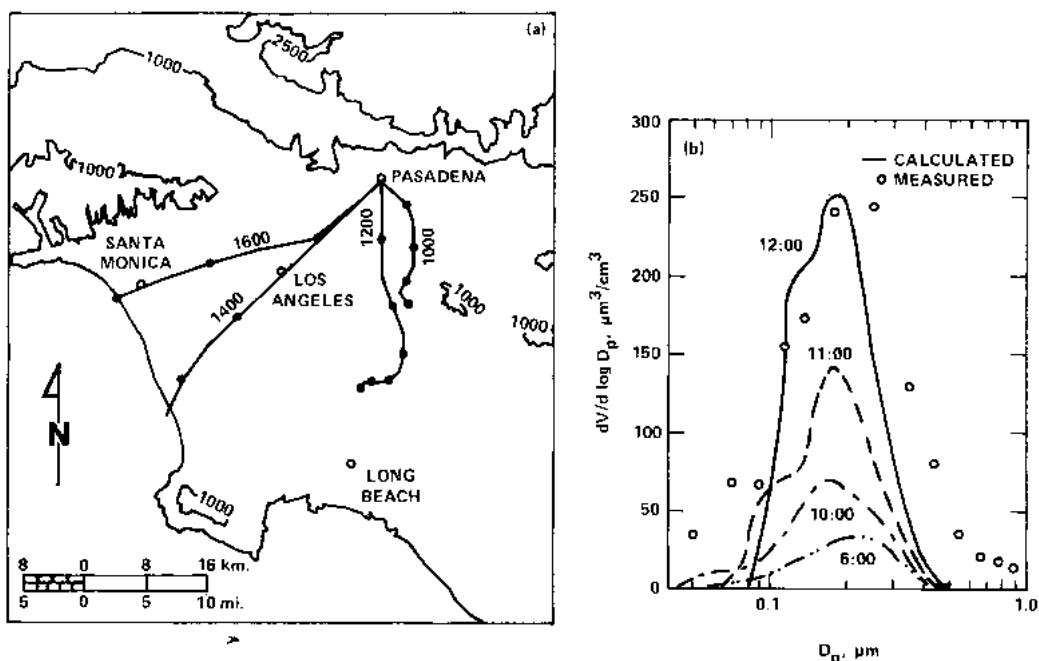 (a)
1000
2500
1000
PASADENA
SANTA
MONICA
1600
1200
1000
LOS
ANGELES
1400
1000
1000
N
LONG
BEACH
1000
8 0 8 16 km.
5 0 5 10 mi.
(b)
CALCULATED
MEASURED
dV/d log Dp, μm³/cm³
300
250
200
150
100
50
0
12:00
11:00
10:00
6:00
0.1 1.0
Dp, μm